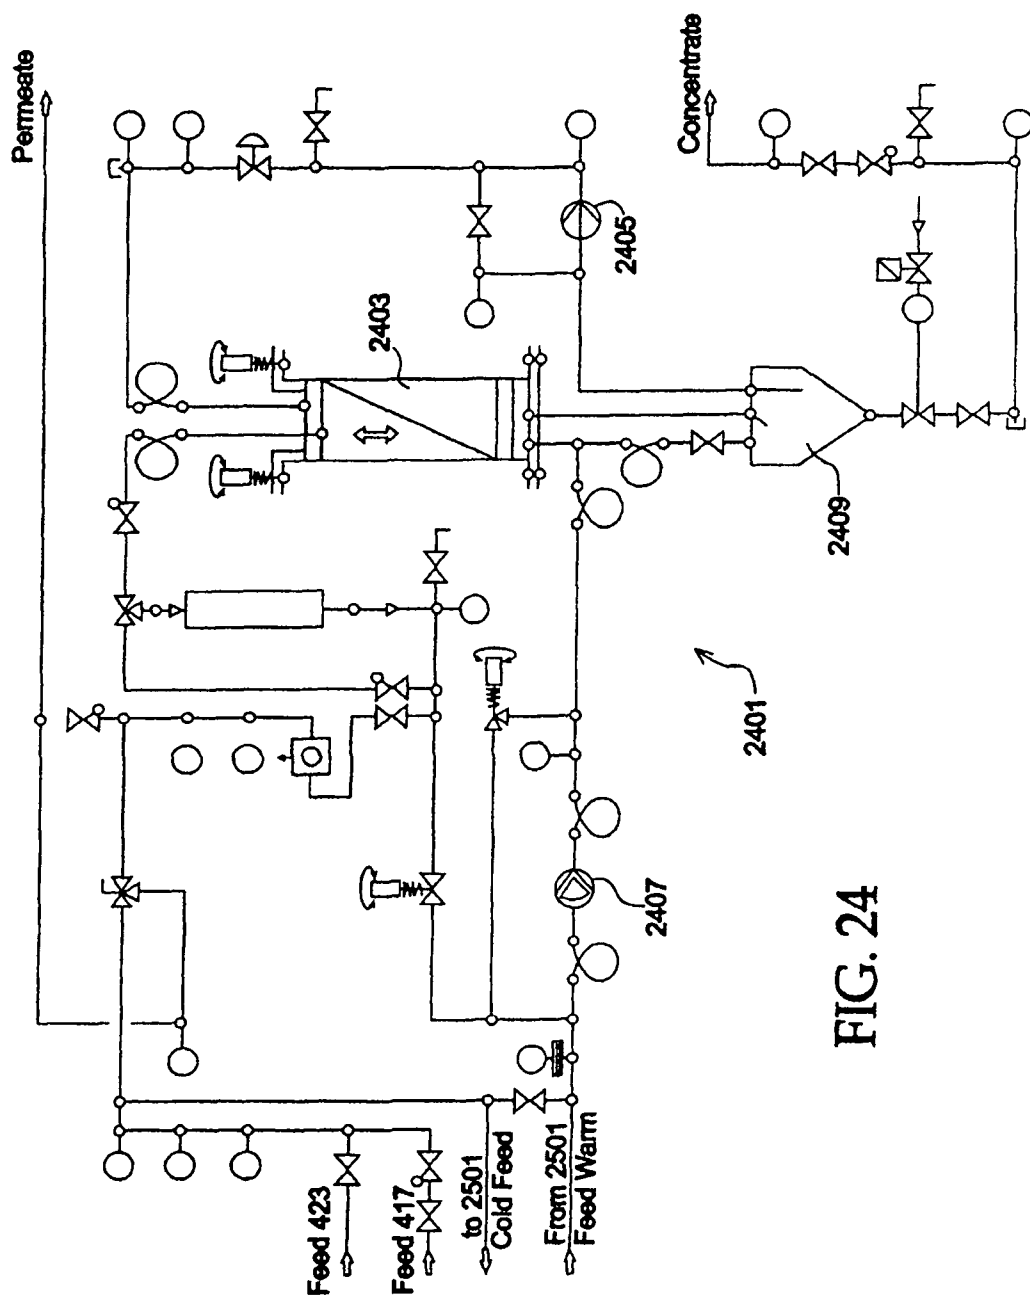 Permeate
Concentrate
2405
2403
2409
2401
2407
Feed 423
Feed 417
to 2501
Cold Feed
From 2501
Feed Warm
FIG. 24